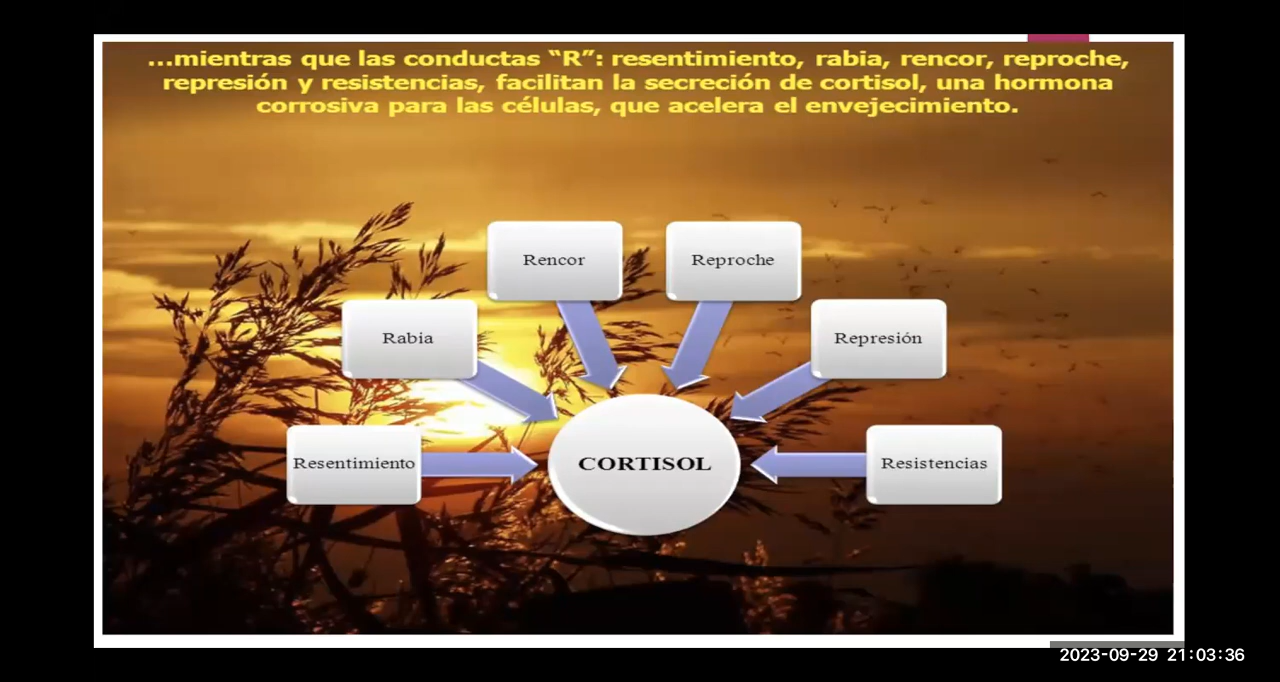 ...mientras que las conductas “R”: resentimiento, rabia, rencor, reproche,
represión y resistencias, facilitan la secreción de cortisol, una hormona
corrosiva para las células, que acelera el envejecimiento.
Rencor
Reproche
Rabia
Represión
Resentimiento
CORTISOL
Resistencias
2023-09-29 21:03:36